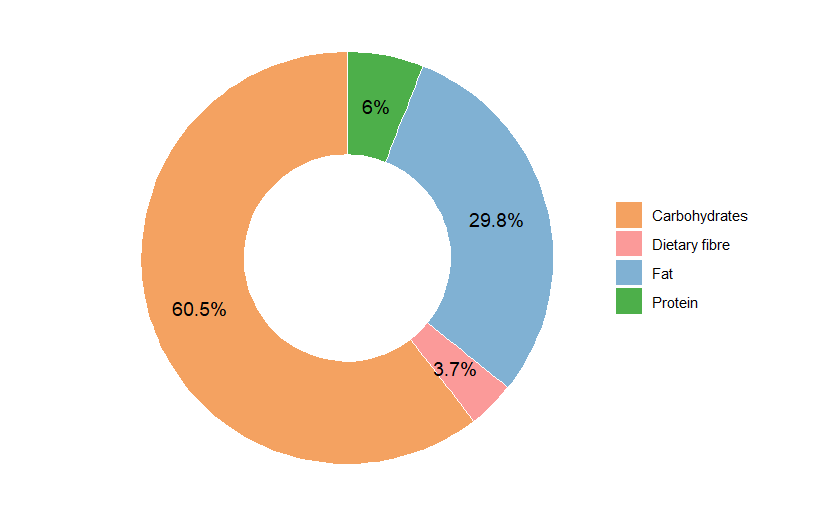 6%
29.8%
60.5%
3.7%
Carbohydrates
Dietary fibre
Fat
Protein